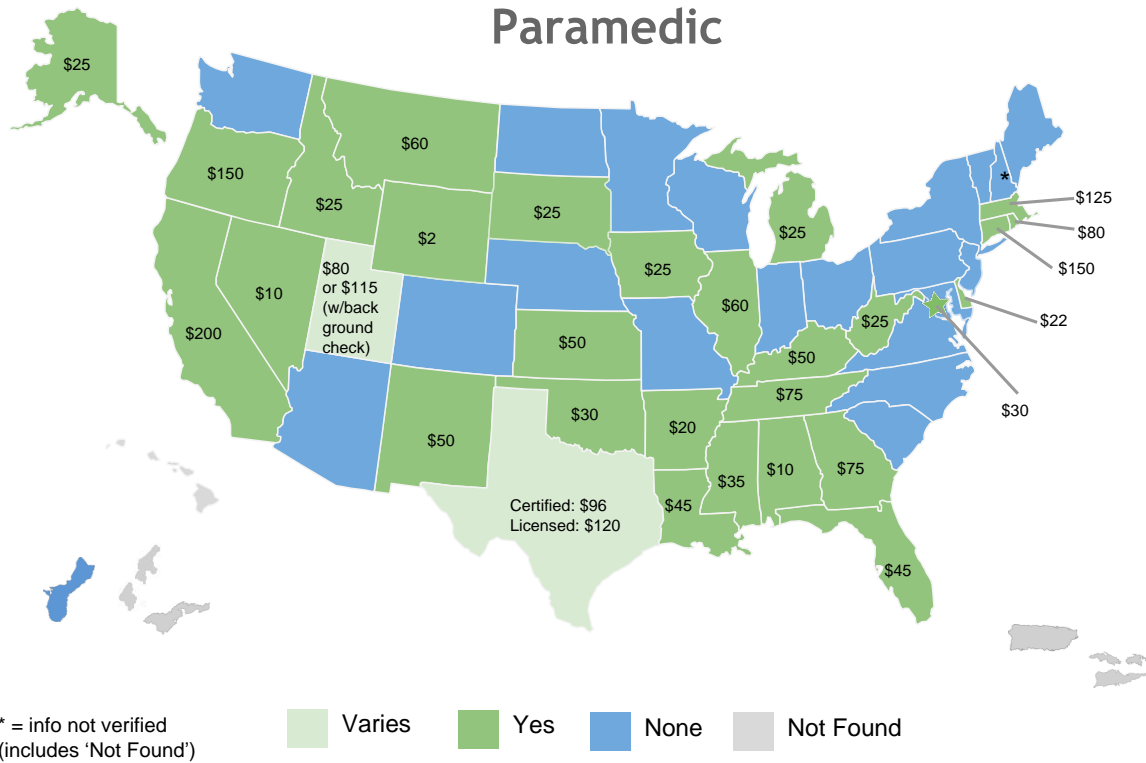 Paramedic
$25
$60
$150
$25
$25
$2
$25
*
$125
$80
$150
$25
$80
or $115
(w/back
ground
check)
$10
$60
$25
$22
$200
$50
$50
$30
$75
$50
$30
$20
$35
$10
$75
Certified: $96
Licensed: $120
$45
$45
* = info not verified
(includes ‘Not Found’)
Varies
Yes
None
Not Found